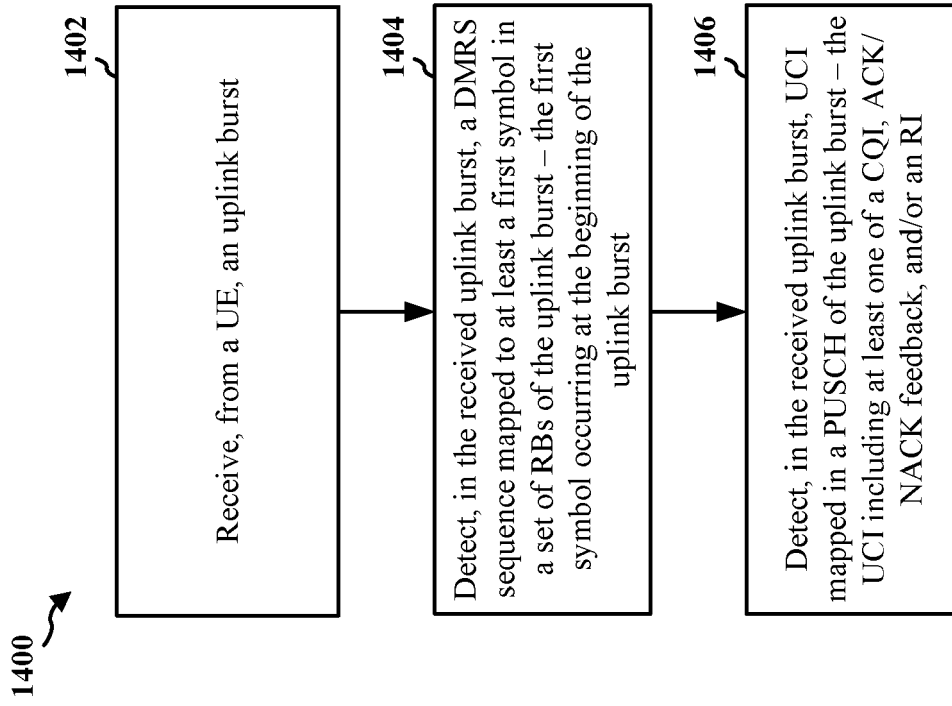 1400
1402
Receive, from a UE, an uplink burst
1404
Detect, in the received uplink burst, a DMRS
sequence mapped to at least a first symbol in
a set of RBs of the uplink burst – the first
symbol occurring at the beginning of the
uplink burst
1406
Detect, in the received uplink burst, UCI
mapped in a PUSCH of the uplink burst – the
UCI including at least one of a CQI, ACK/
NACK feedback, and/or an RI